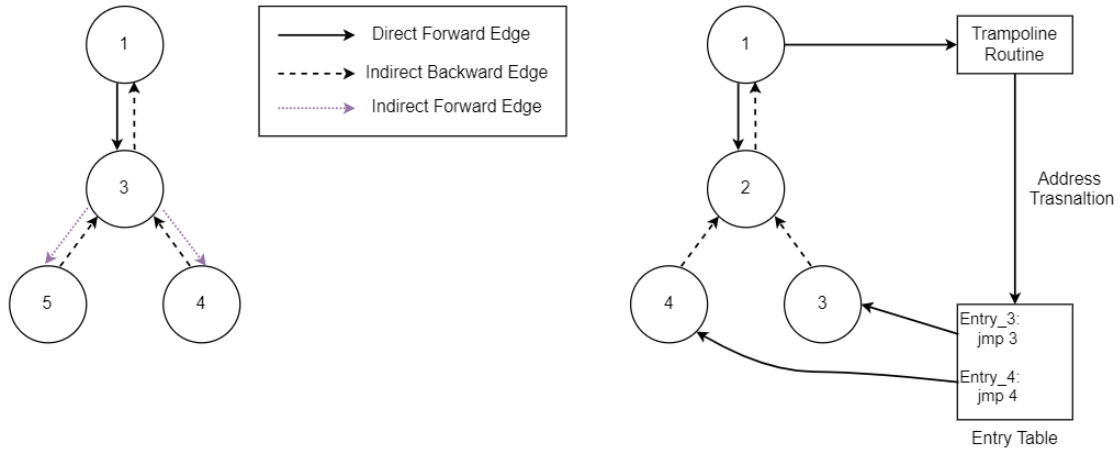 1
3
5
4
Direct Forward Edge
Indirect Backward Edge
Indirect Forward Edge
1
2
4
3
Trampoline
Routine
Address
Trasnaltion
Entry_3:
jmp 3
Entry_4:
jmp 4
Entry Table